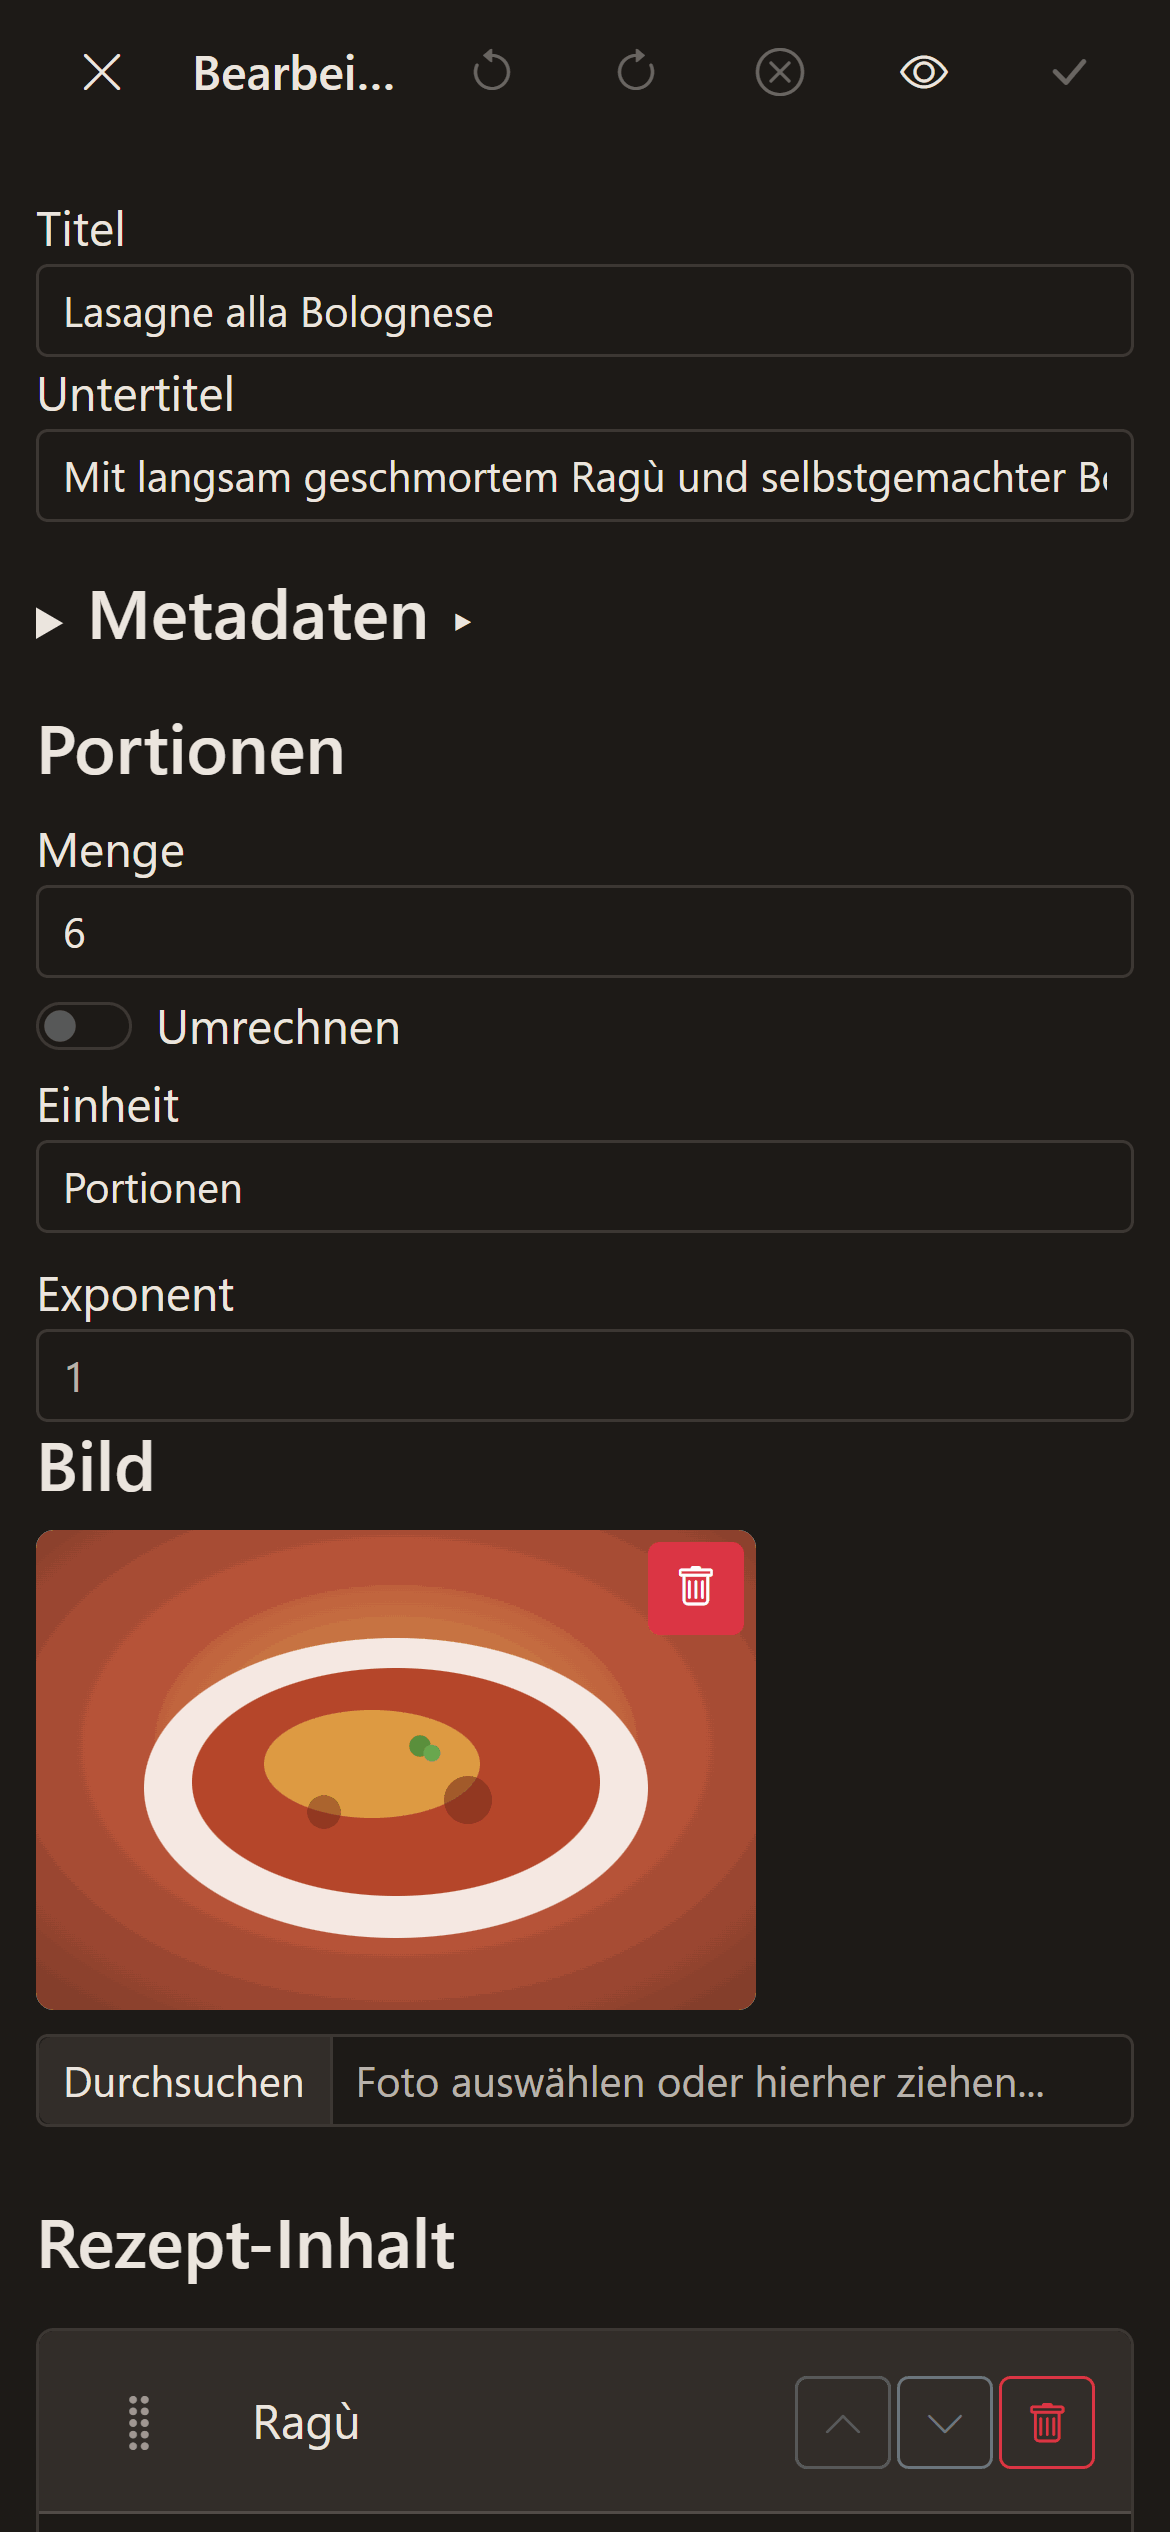 Bearbei...
Titel
Lasagne alla Bolognese
Untertitel
Mit langsam geschmortem Ragù und selbstgemachter
Metadaten
Portionen
Menge
6
Umrechnen
Einheit
Portionen
Exponent
1
Bild
Durchsuchen Foto auswählen oder hierher ziehen...
Rezept-Inhalt
Ragù